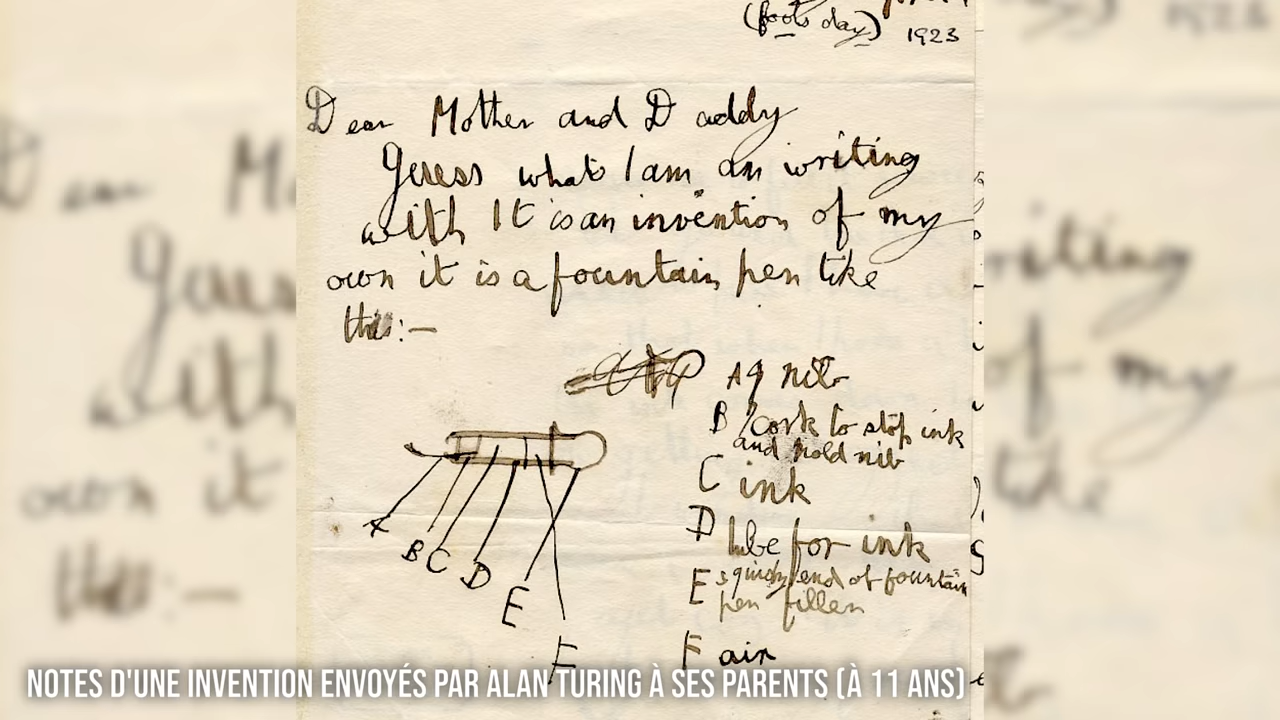 (fools day) 1923
Dear Mother and Daddy
Guess what I am an writing
with It is an invention of my
own it is a fountain pen like
this:—
A q nib
B cork to stop ink
and hold nib
C ink
D tube for ink
E squishy end of fountain
pen filler
F air
A
B
C
D
E
F
NOTES D'UNE INVENTION ENVOYÉS PAR ALAN TURING À SES PARENTS (À 11 ANS)